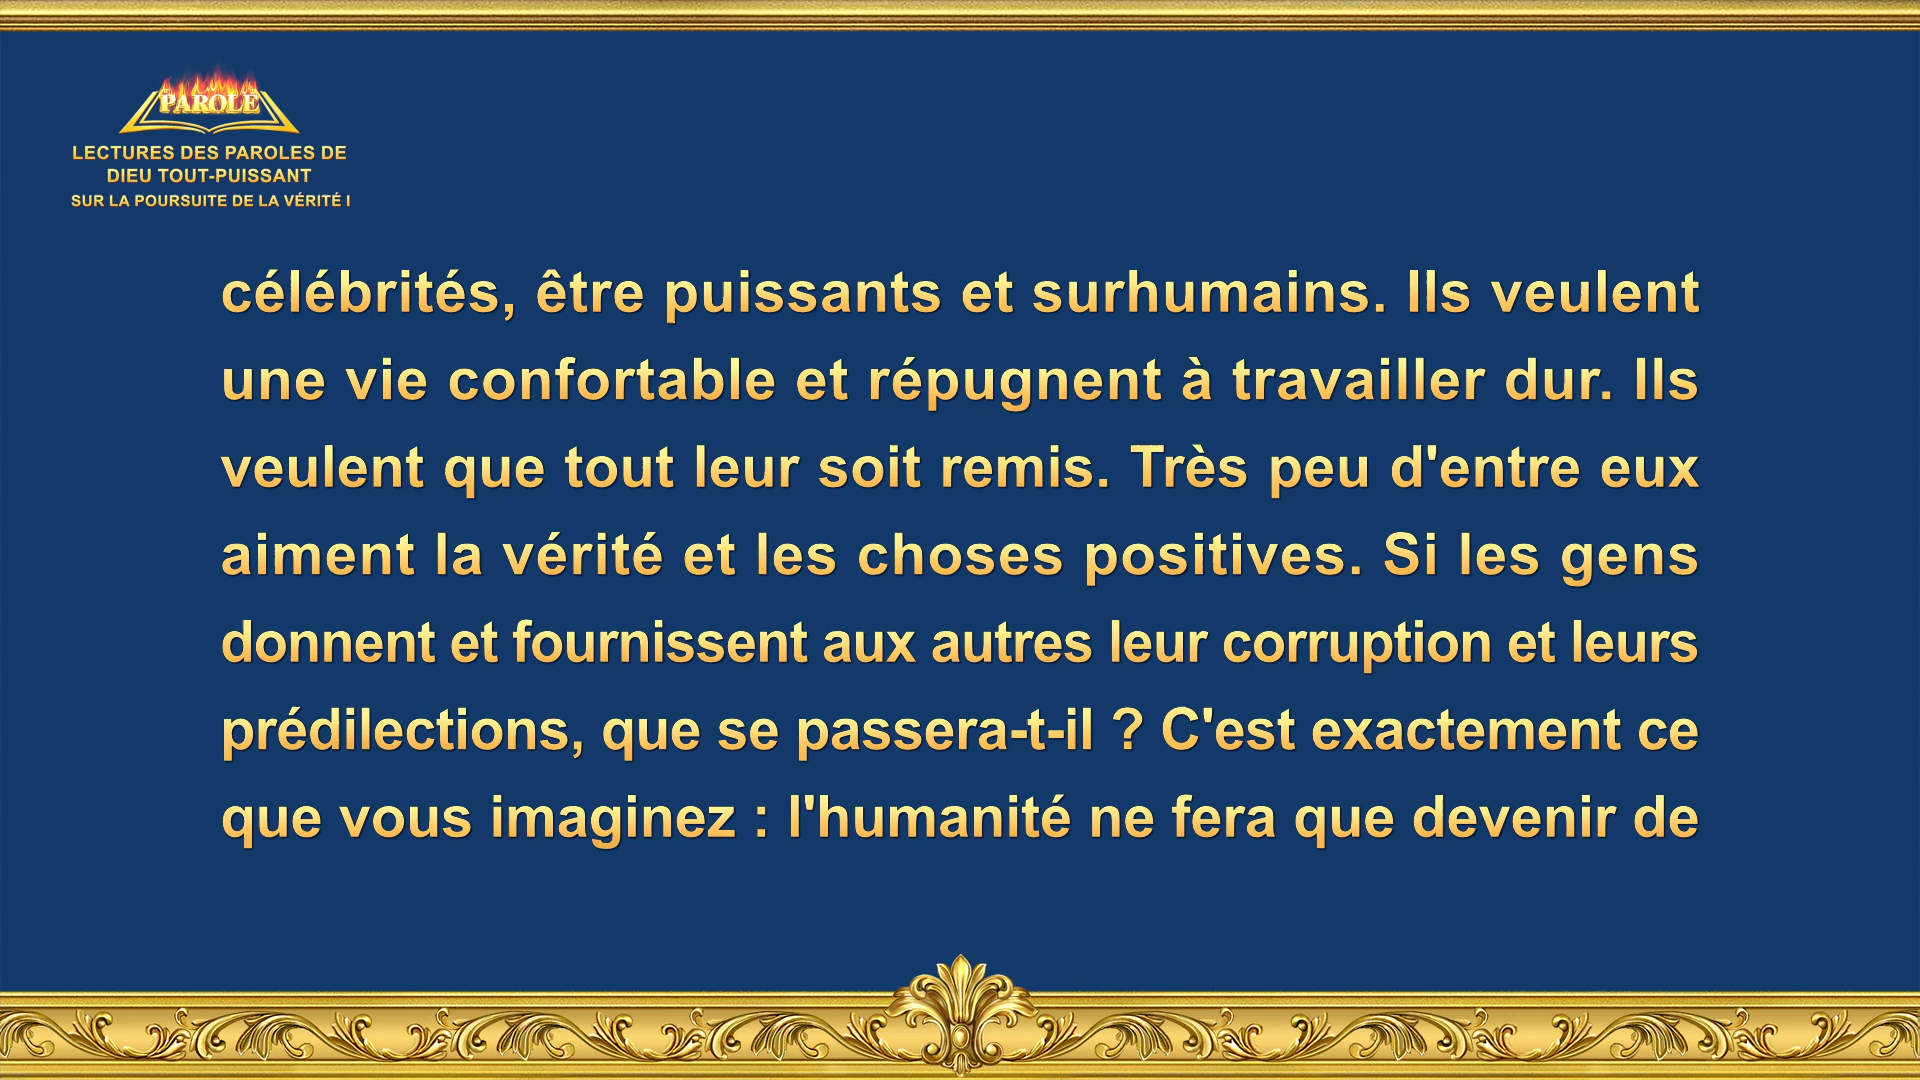 PAROLE
LECTURES DES PAROLES DE
DIEU TOUT-PUISSANT
SUR LA POURSUITE DE LA VÉRITÉ I
célébrités, être puissants et surhumains. Ils veulent
une vie confortable et répugnent à travailler dur. Ils
veulent que tout leur soit remis. Très peu d'entre eux
aiment la vérité et les choses positives. Si les gens
donnent et fournissent aux autres leur corruption et leurs
prédilections, que se passera-t-il ? C'est exactement ce
que vous imaginez : l'humanité ne fera que devenir de